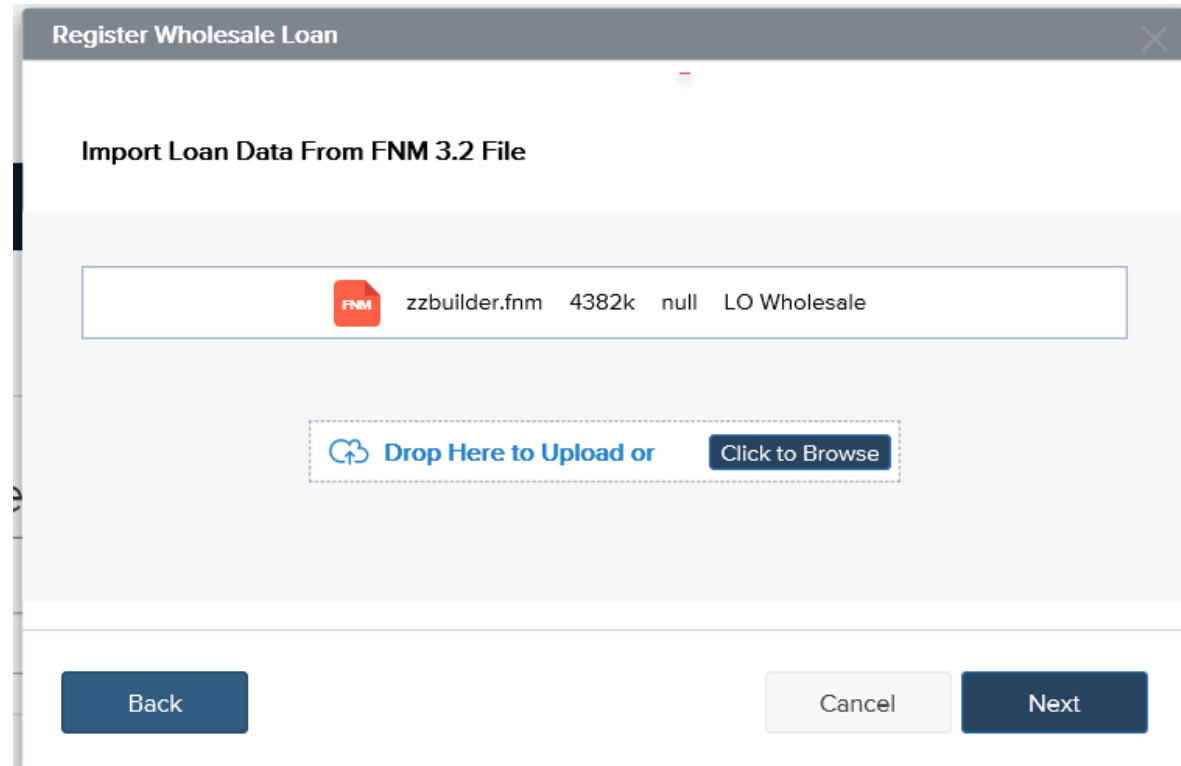 Register Wholesale Loan
Import Loan Data From FNM 3.2 File
FNM zzbuilder.fnm 4382k null LO Wholesale
Drop Here to Upload or Click to Browse
Back Cancel Next